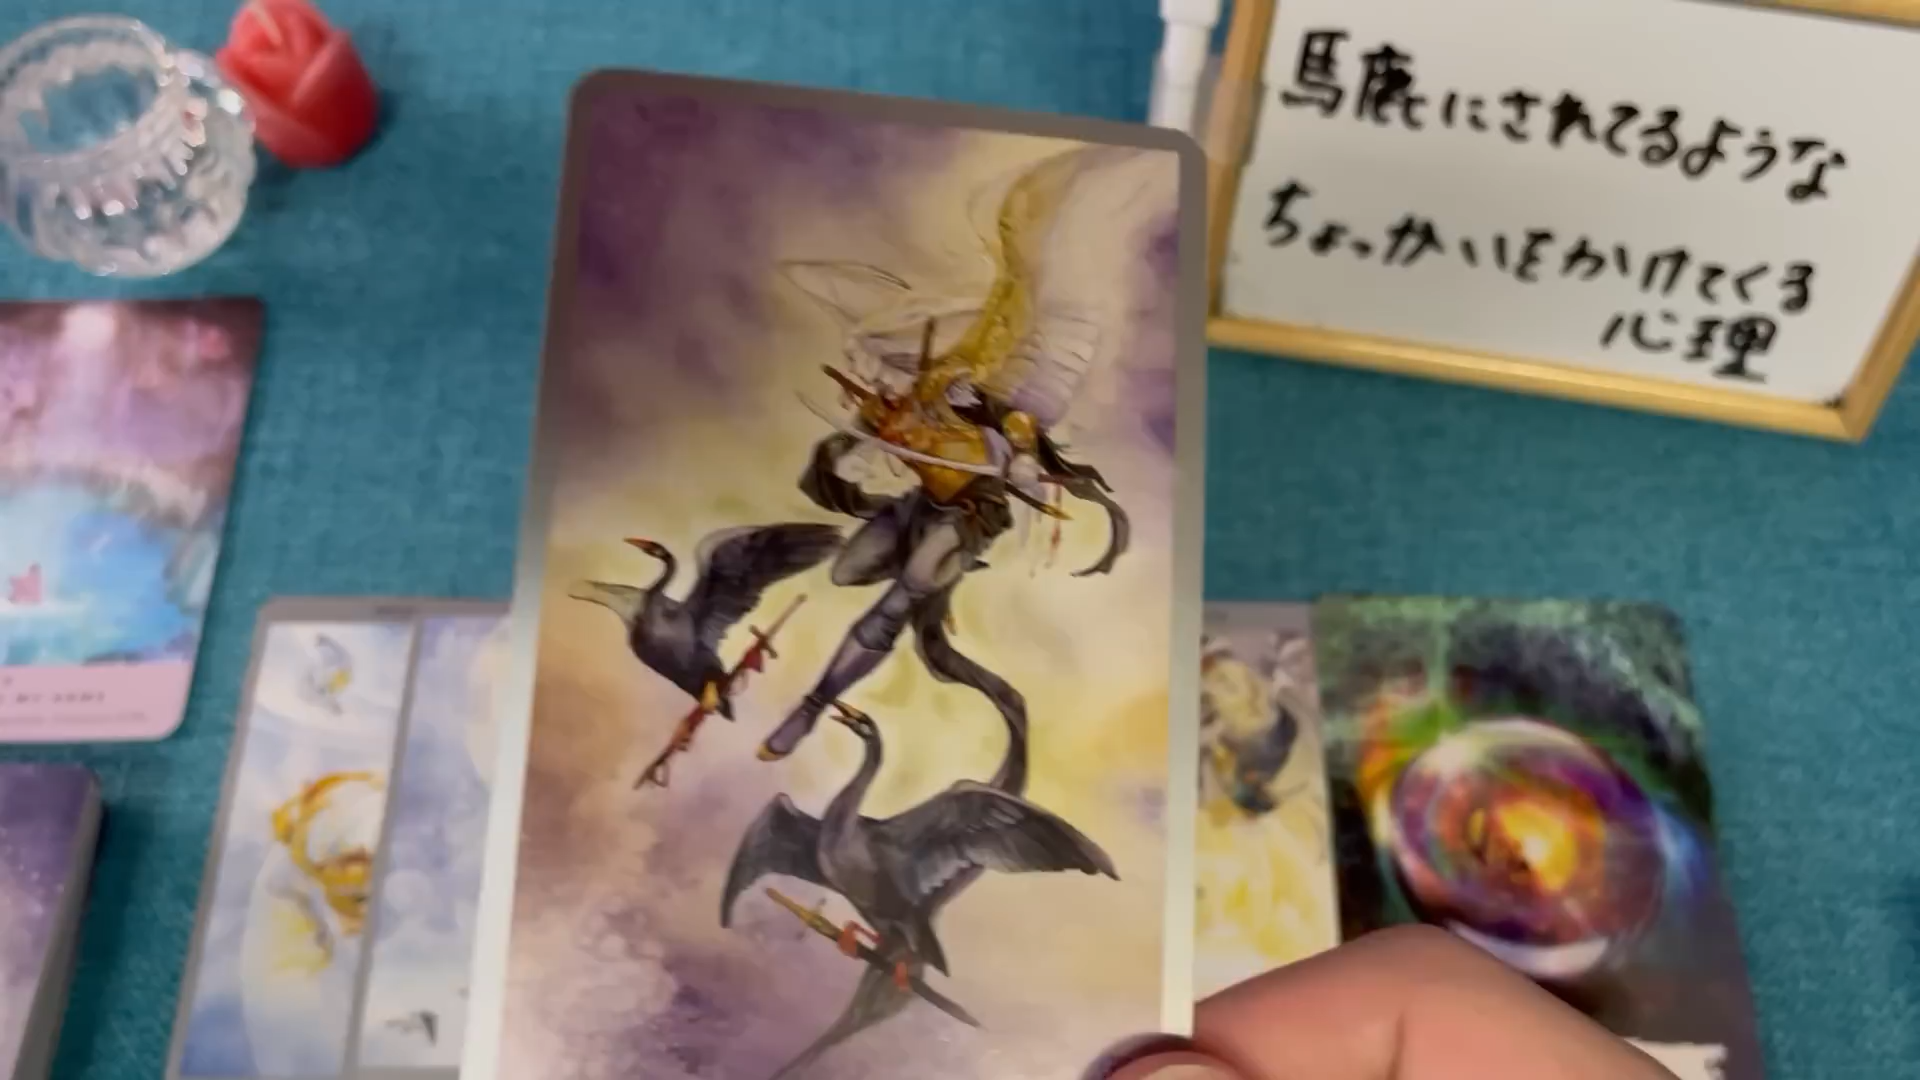 馬鹿にされてるような
ちょっかいをかけてくる
心理